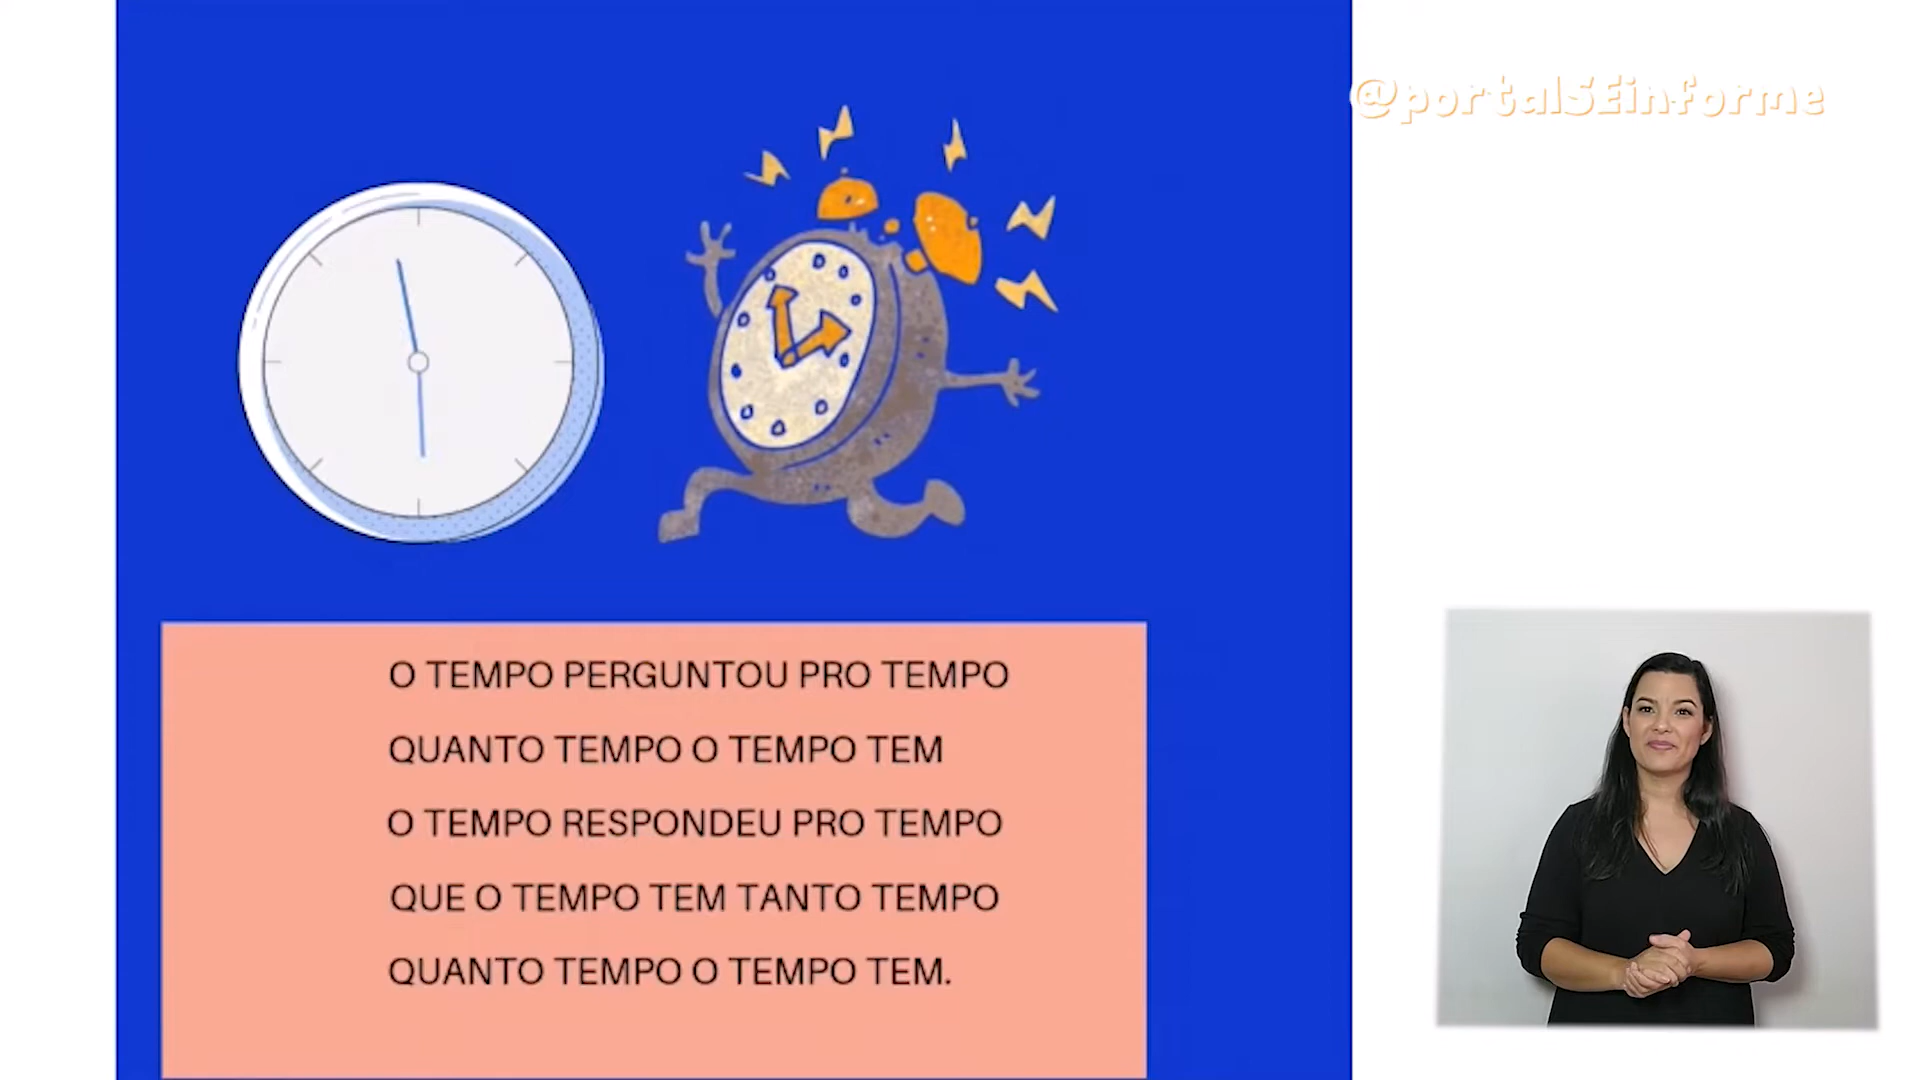 @portalSEinforme
O TEMPO PERGUNTOU PRO TEMPO
QUANTO TEMPO O TEMPO TEM
O TEMPO RESPONDEU PRO TEMPO
QUE O TEMPO TEM TANTO TEMPO
QUANTO TEMPO O TEMPO TEM.